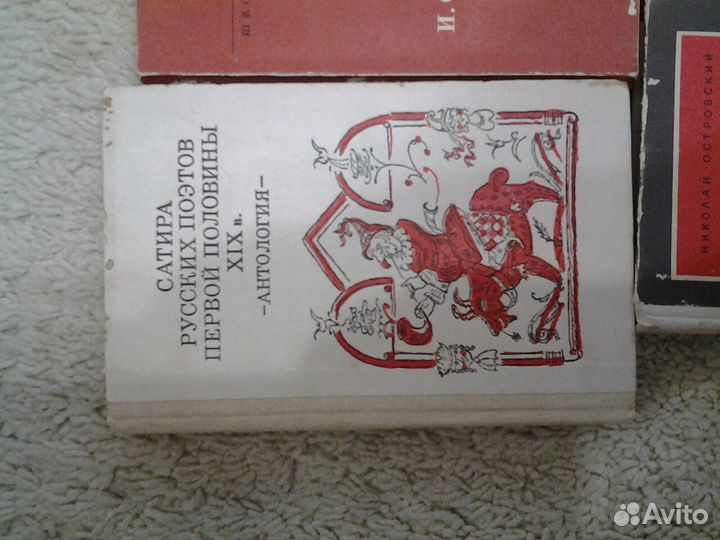 САТИРА
РУССКИХ ПОЭТОВ
ПЕРВОЙ ПОЛОВИНЫ
XIX в.
–АНТОЛОГИЯ–
НИКОЛАЙ ОСТРОВСКИЙ
И.
Avito